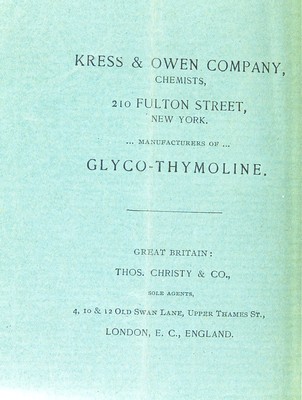 KRESS & OWEN COMPANY,
CHEMISTS,
210 FULTON STREET,
NEW YORK.
... MANUFACTURERS OF ...
GLYCO-THYMOLINE.
GREAT BRITAIN:
THOS. CHRISTY & CO.,
SOLE AGENTS,
4, 10 & 12 OLD SWAN LANE, UPPER THAMES ST.,
LONDON, E. C., ENGLAND.